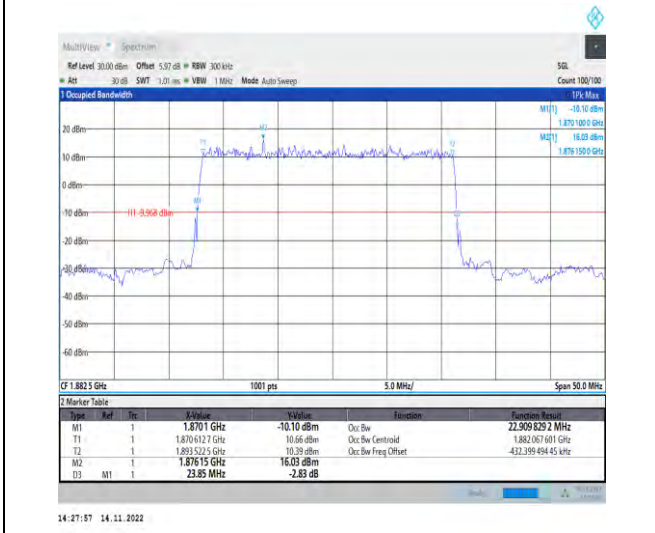 MultiView Spectrum
Ref Level 30.00 dBm Offset 5.97 dB RBW 300 kHz SGL
Att 30 dB SWT 1.01 ms VBW 1 MHz Mode Auto Sweep Count 100/100
1 Occupied Bandwidth 1Pk Max
M1[1] -10.10 dBm
1.870 100 0 GHz
M2[1] 16.03 dBm
1.876 150 0 GHz
20 dBm
10 dBm
0 dBm
-10 dBm
H1 -9.968 dBm
-20 dBm
-30 dBm
-40 dBm
-50 dBm
-60 dBm
CF 1.882 5 GHz 1001 pts 5.0 MHz/ Span 50.0 MHz
2 Marker Table
Type Ref Trc X-Value Y-Value Function Function Result
M1 1 1.8701 GHz -10.10 dBm Occ Bw 22.909 829 2 MHz
T1 1 1.870 612 7 GHz 10.66 dBm Occ Bw Centroid 1.882 067 601 GHz
T2 1 1.893 522 5 GHz 10.39 dBm Occ Bw Freq Offset -432.399 494 45 kHz
M2 1 1.876 15 GHz 16.03 dBm
D3 M1 1 23.85 MHz -2.83 dB
14:27:57 14.11.2022